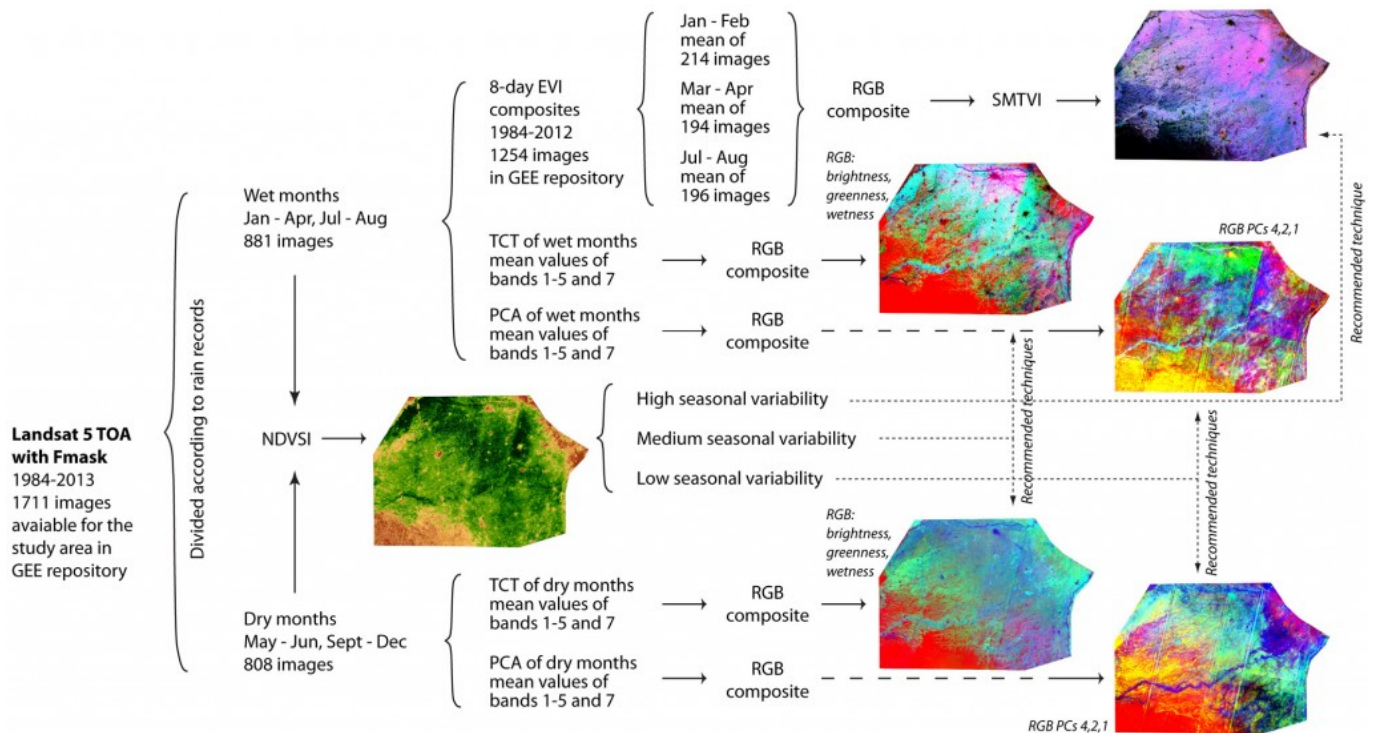 Landsat 5 TOA
with Fmask
1984-2013
1711 images
avaiable for the
study area in
GEE repository
Divided according to rain records
Wet months
Jan - Apr, Jul - Aug
881 images
NDVSI
Dry months
May - Jun, Sept - Dec
808 images
8-day EVI
composites
1984-2012
1254 images
in GEE repository
Jan - Feb
mean of
214 images
Mar - Apr
mean of
194 images
Jul - Aug
mean of
196 images
RGB
composite
SMTVI
TCT of wet months
mean values of
bands 1-5 and 7
RGB
composite
RGB:
brightness,
greenness,
wetness
PCA of wet months
mean values of
bands 1-5 and 7
RGB
composite
RGB PCs 4,2,1
High seasonal variability
Medium seasonal variability
Low seasonal variability
Recommended technique
Recommended techniques
Recommended techniques
TCT of dry months
mean values of
bands 1-5 and 7
RGB
composite
RGB:
brightness,
greenness,
wetness
PCA of dry months
mean values of
bands 1-5 and 7
RGB
composite
RGB PCs 4,2,1